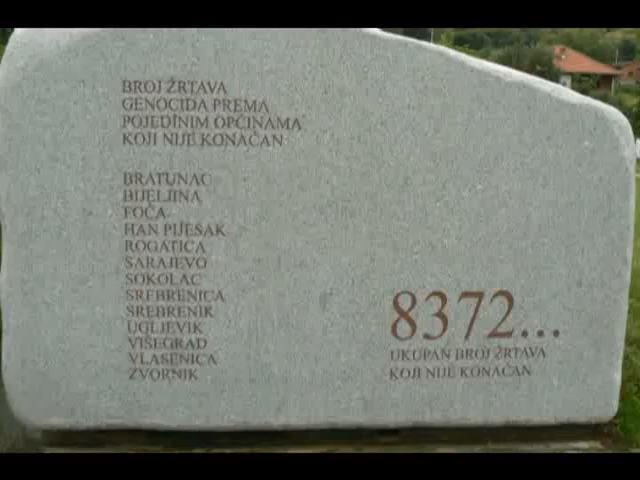 BROJ ŽRTAVA
GENOCIDA PREMA
POJEDINIM OPĆINAMA
KOJI NIJE KONAČAN
BRATUNAC
BIJELJINA
FOČA
HAN PIJESAK
ROGATICA
SARAJEVO
SOKOLAC
SREBRENICA
SREBRENIK
UGLJEVIK
VIŠEGRAD
VLASENICA
ZVORNIK
8372...
UKUPAN BROJ ŽRTAVA
KOJI NIJE KONAČAN